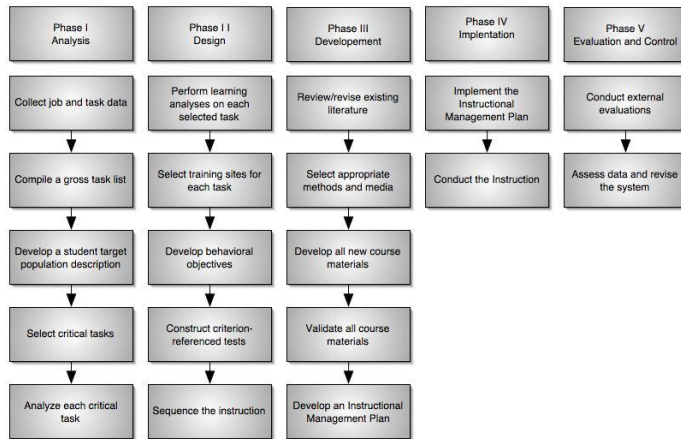 Phase I
Analysis
Phase I I
Design
Phase III
Developement
Phase IV
Implentation
Phase V
Evaluation and Control
Collect job and task data
Compile a gross task list
Develop a student target
population description
Select critical tasks
Analyze each critical
task
Perform learning
analyses on each
selected task
Select training sites for
each task
Develop behavioral
objectives
Construct criterion-
referenced tests
Sequence the instruction
Review/revise existing
literature
Select appropriate
methods and media
Develop all new course
materials
Validate all course
materials
Develop an Instructional
Management Plan
Implement the
Instructional
Management Plan
Conduct the Instruction
Conduct external
evaluations
Assess data and revise
the system